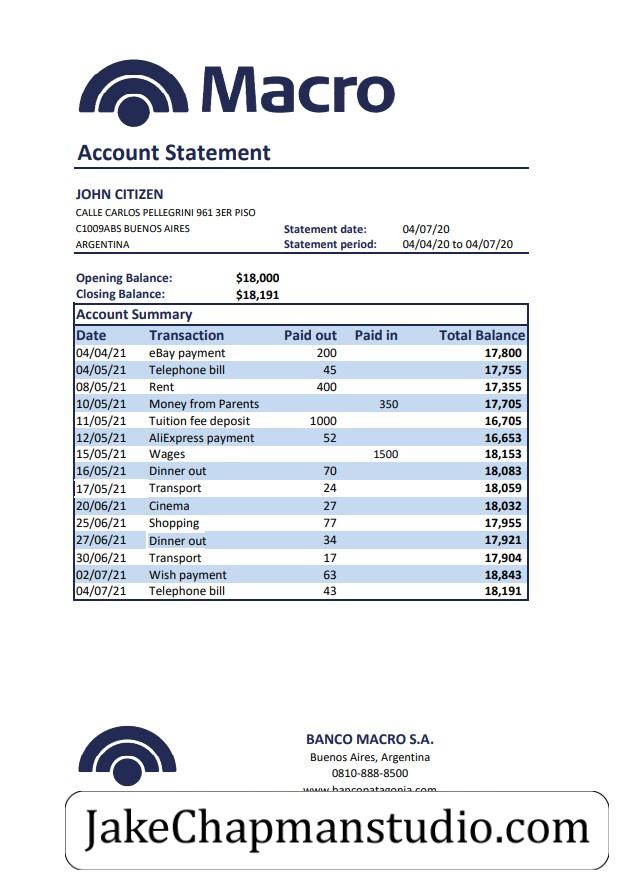 Macro
Account Statement
JOHN CITIZEN
CALLE CARLOS PELLEGRINI 961 3ER PISO
C1009ABS BUENOS AIRES Statement date: 04/07/20
ARGENTINA Statement period: 04/04/20 to 04/07/20
Opening Balance: $18,000
Closing Balance: $18,191
Account Summary
Date Transaction Paid out Paid in Total Balance
04/04/21 eBay payment 200 17,800
04/05/21 Telephone bill 45 17,755
08/05/21 Rent 400 17,355
10/05/21 Money from Parents 350 17,705
11/05/21 Tuition fee deposit 1000 16,705
12/05/21 AliExpress payment 52 16,653
15/05/21 Wages 1500 18,153
16/05/21 Dinner out 70 18,083
17/05/21 Transport 24 18,059
20/06/21 Cinema 27 18,032
25/06/21 Shopping 77 17,955
27/06/21 Dinner out 34 17,921
30/06/21 Transport 17 17,904
02/07/21 Wish payment 63 18,843
04/07/21 Telephone bill 43 18,191
BANCO MACRO S.A.
Buenos Aires, Argentina
0810-888-8500
www.bancopatagonia.com
JakeChapmanstudio.com